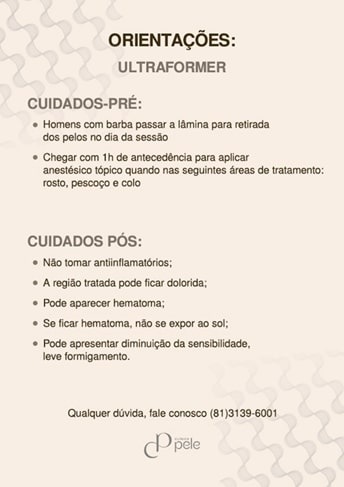 ORIENTAÇÕES:
ULTRAFORMER
CUIDADOS-PRÉ:
Homens com barba passar a lâmina para retirada
dos pelos no dia da sessão
Chegar com 1h de antecedência para aplicar
anestésico tópico quando nas seguintes áreas de tratamento:
rosto, pescoço e colo
CUIDADOS PÓS:
Não tomar antiinflamatórios;
A região tratada pode ficar dolorida;
Pode aparecer hematoma;
Se ficar hematoma, não se expor ao sol;
Pode apresentar diminuição da sensibilidade,
leve formigamento.
Qualquer dúvida, fale conosco (81)3139-6001
pele